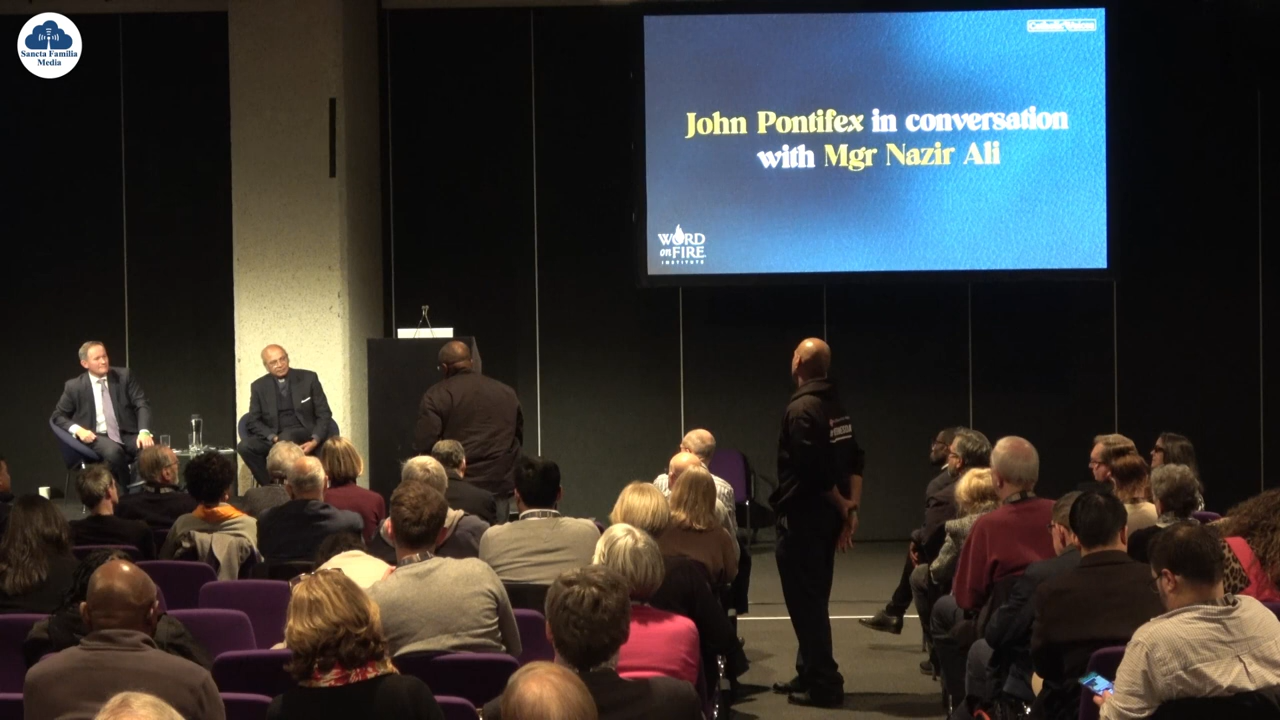 Sancta Familia
Media
John Pontifex in conversation
with Mgr Nazir Ali
WORD
on FIRE
INSTITUTE